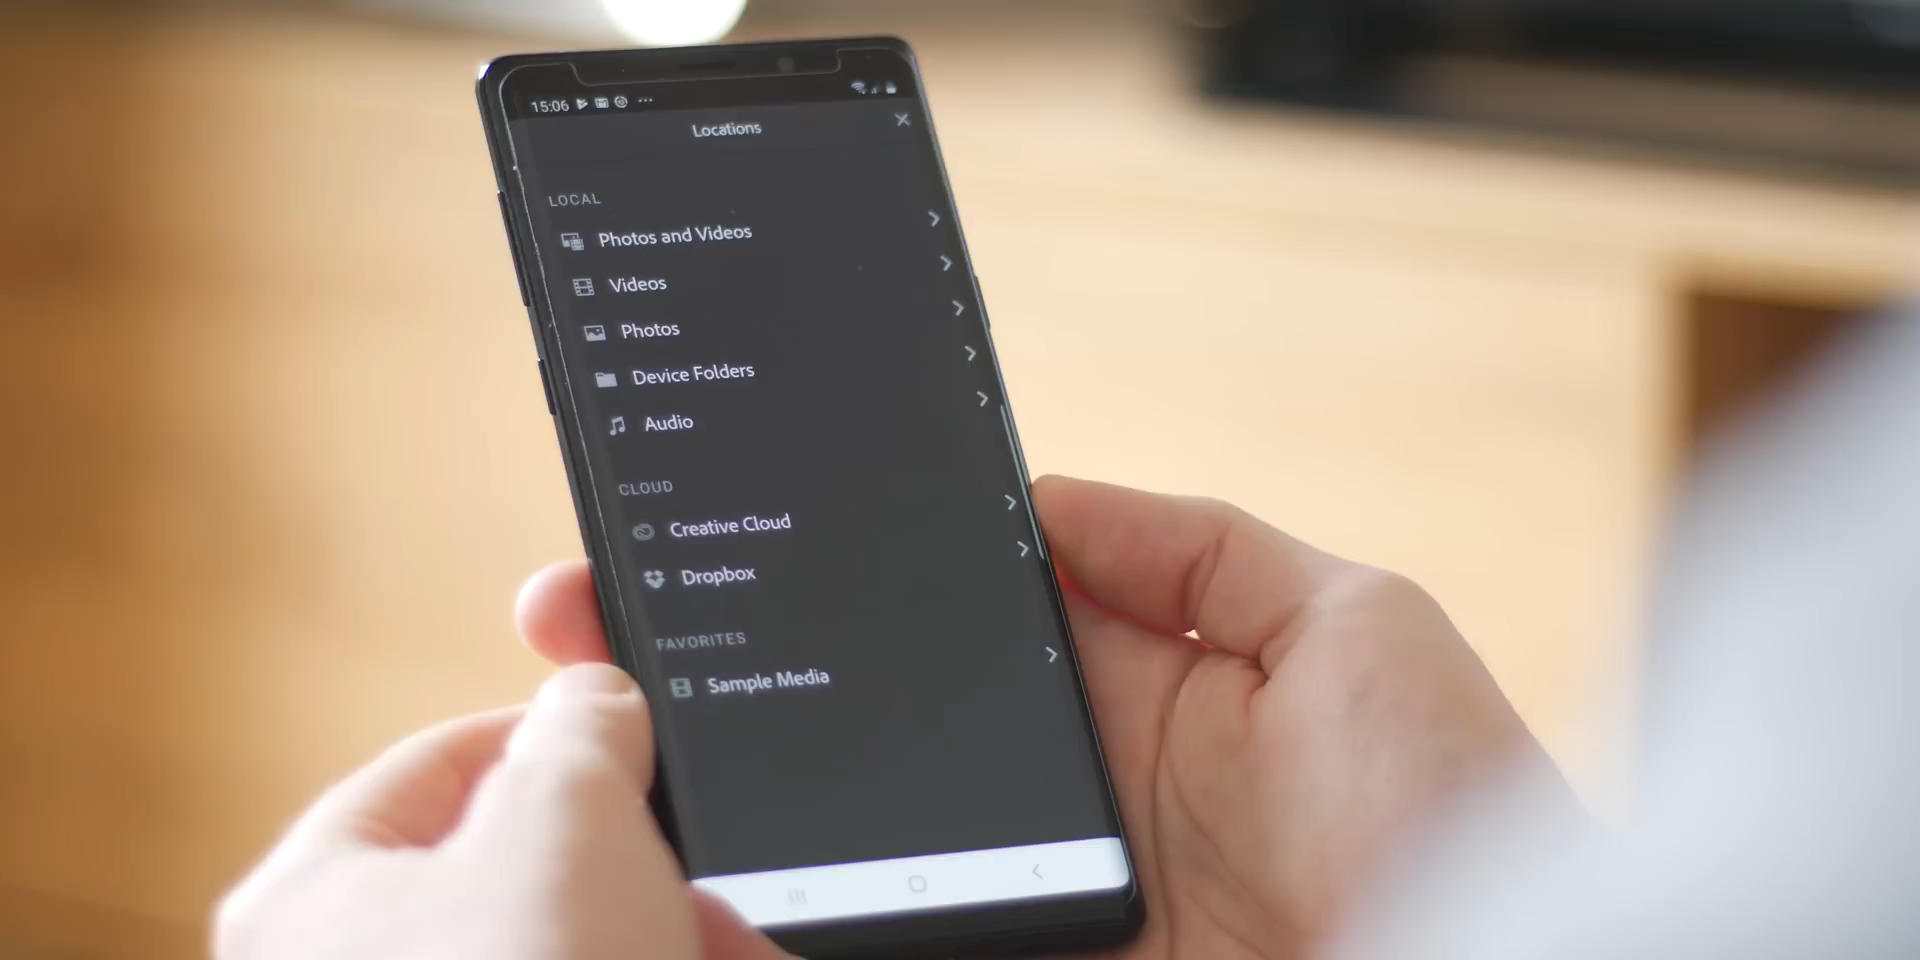 15:06
Locations
LOCAL
Photos and Videos
Videos
Photos
Device Folders
Audio
CLOUD
Creative Cloud
Dropbox
FAVORITES
Sample Media